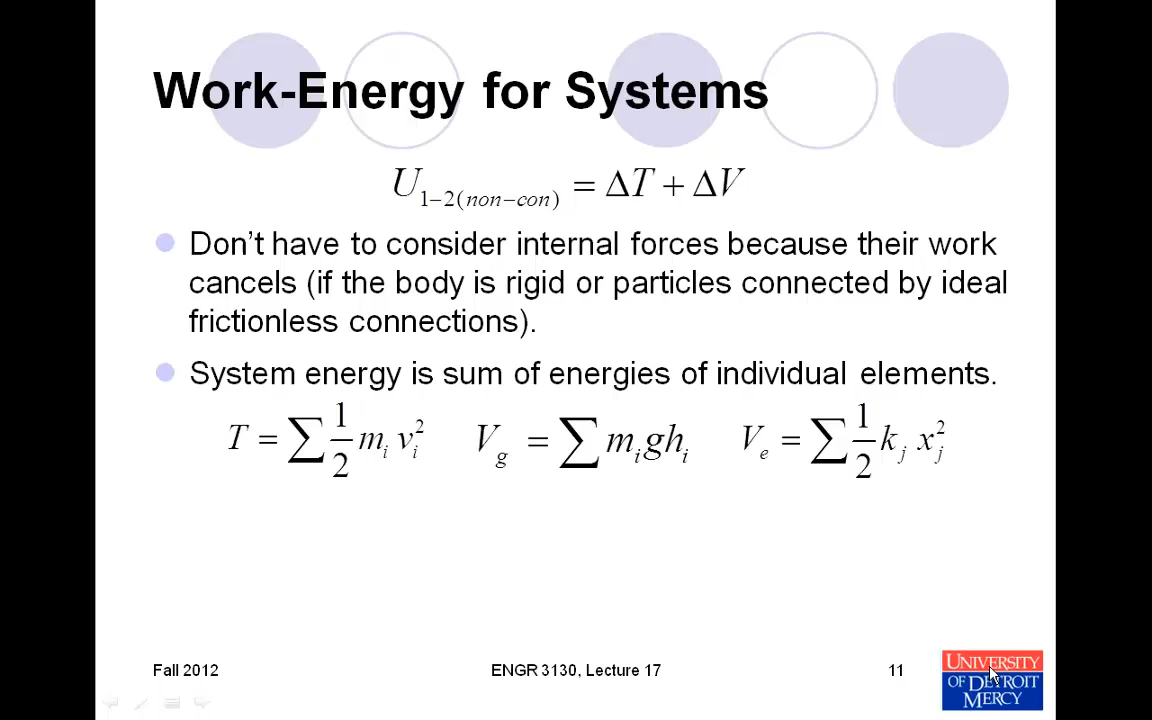 Work-Energy for Systems
U₁₋₂(non−con) = ΔT + ΔV
Don't have to consider internal forces because their work
cancels (if the body is rigid or particles connected by ideal
frictionless connections).
System energy is sum of energies of individual elements.
T = ∑ 1/2 mᵢ vᵢ² V_g = ∑ mᵢghᵢ Vₑ = ∑ 1/2 kⱼ xⱼ²
Fall 2012 ENGR 3130, Lecture 17 11
UNIVERSITY
OF DETROIT
MERCY